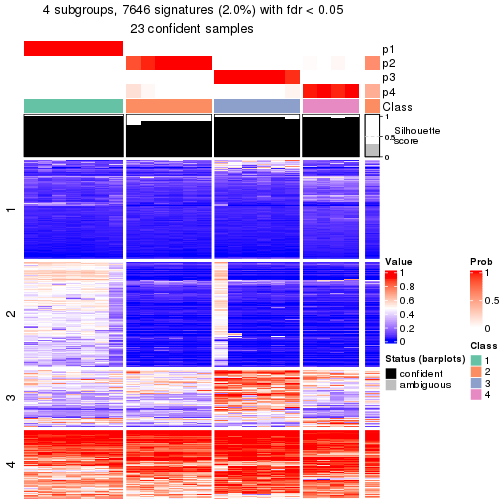 4 subgroups, 7646 signatures (2.0%) with fdr < 0.05
23 confident samples
p1
p2
p3
p4
Class
1
0.5
0
Silhouette
score
1
2
3
4
Value
1
0.8
0.6
0.4
0.2
0
Prob
1
0.5
0
Status (barplots)
confident
ambiguous
Class
1
2
3
4